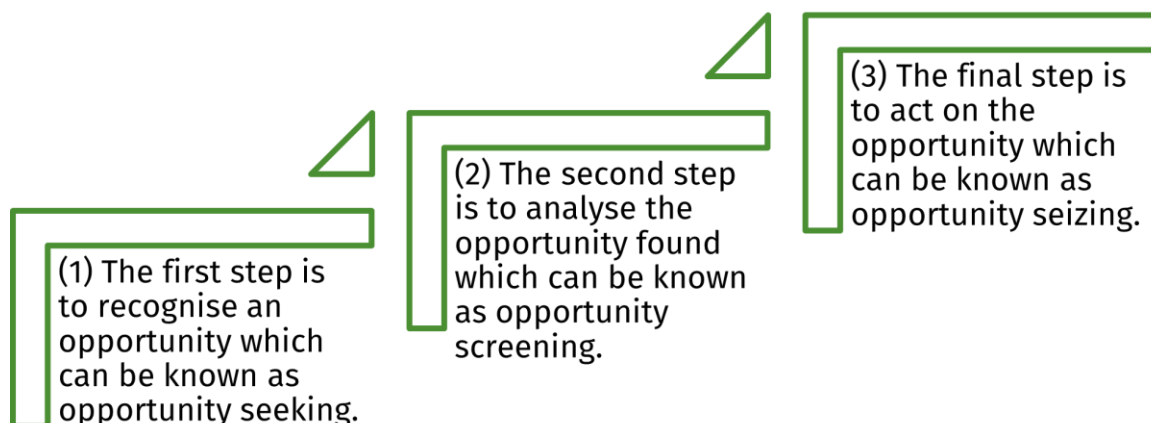 (1) The first step is
to recognise an
opportunity which
can be known as
opportunity seeking.
(2) The second step
is to analyse the
opportunity found
which can be known
as opportunity
screening.
(3) The final step is
to act on the
opportunity which
can be known as
opportunity seizing.